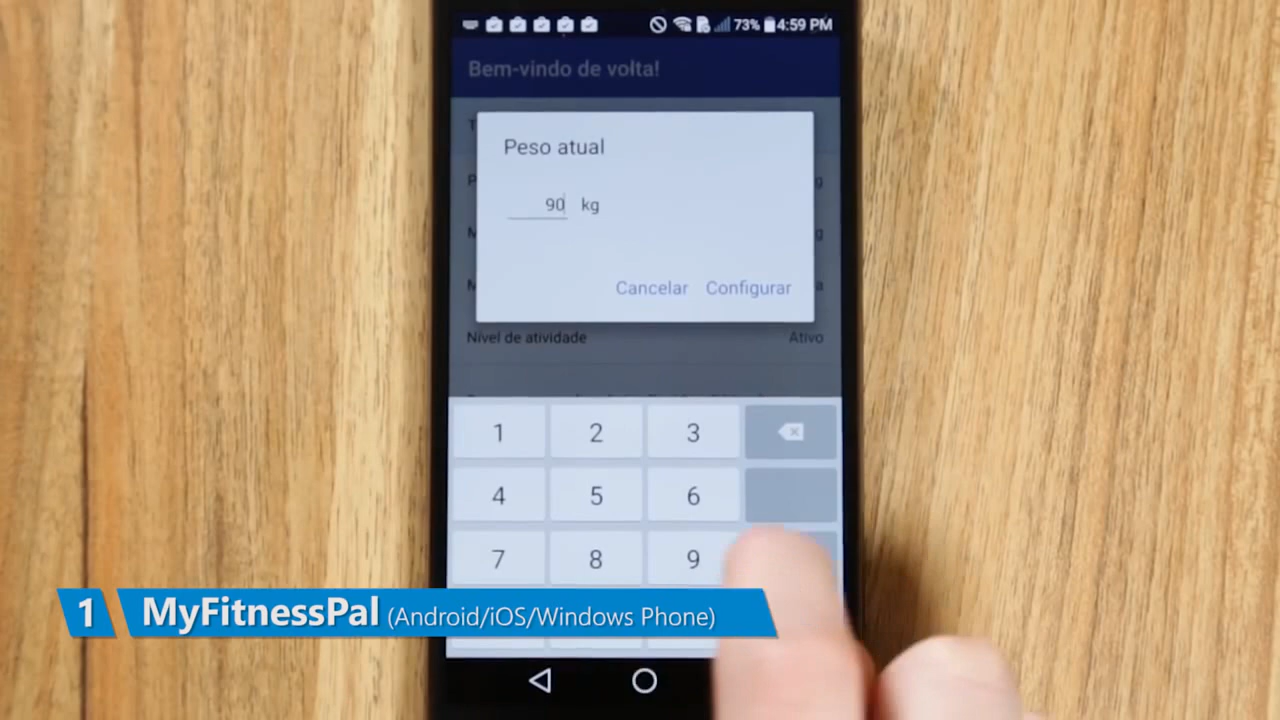 73% 4:59 PM
Bem-vindo de volta!
Peso atual
90 kg
Cancelar Configurar
Nível de atividade Ativo
1 2 3
4 5 6
7 8 9
1 MyFitnessPal (Android/iOS/Windows Phone)